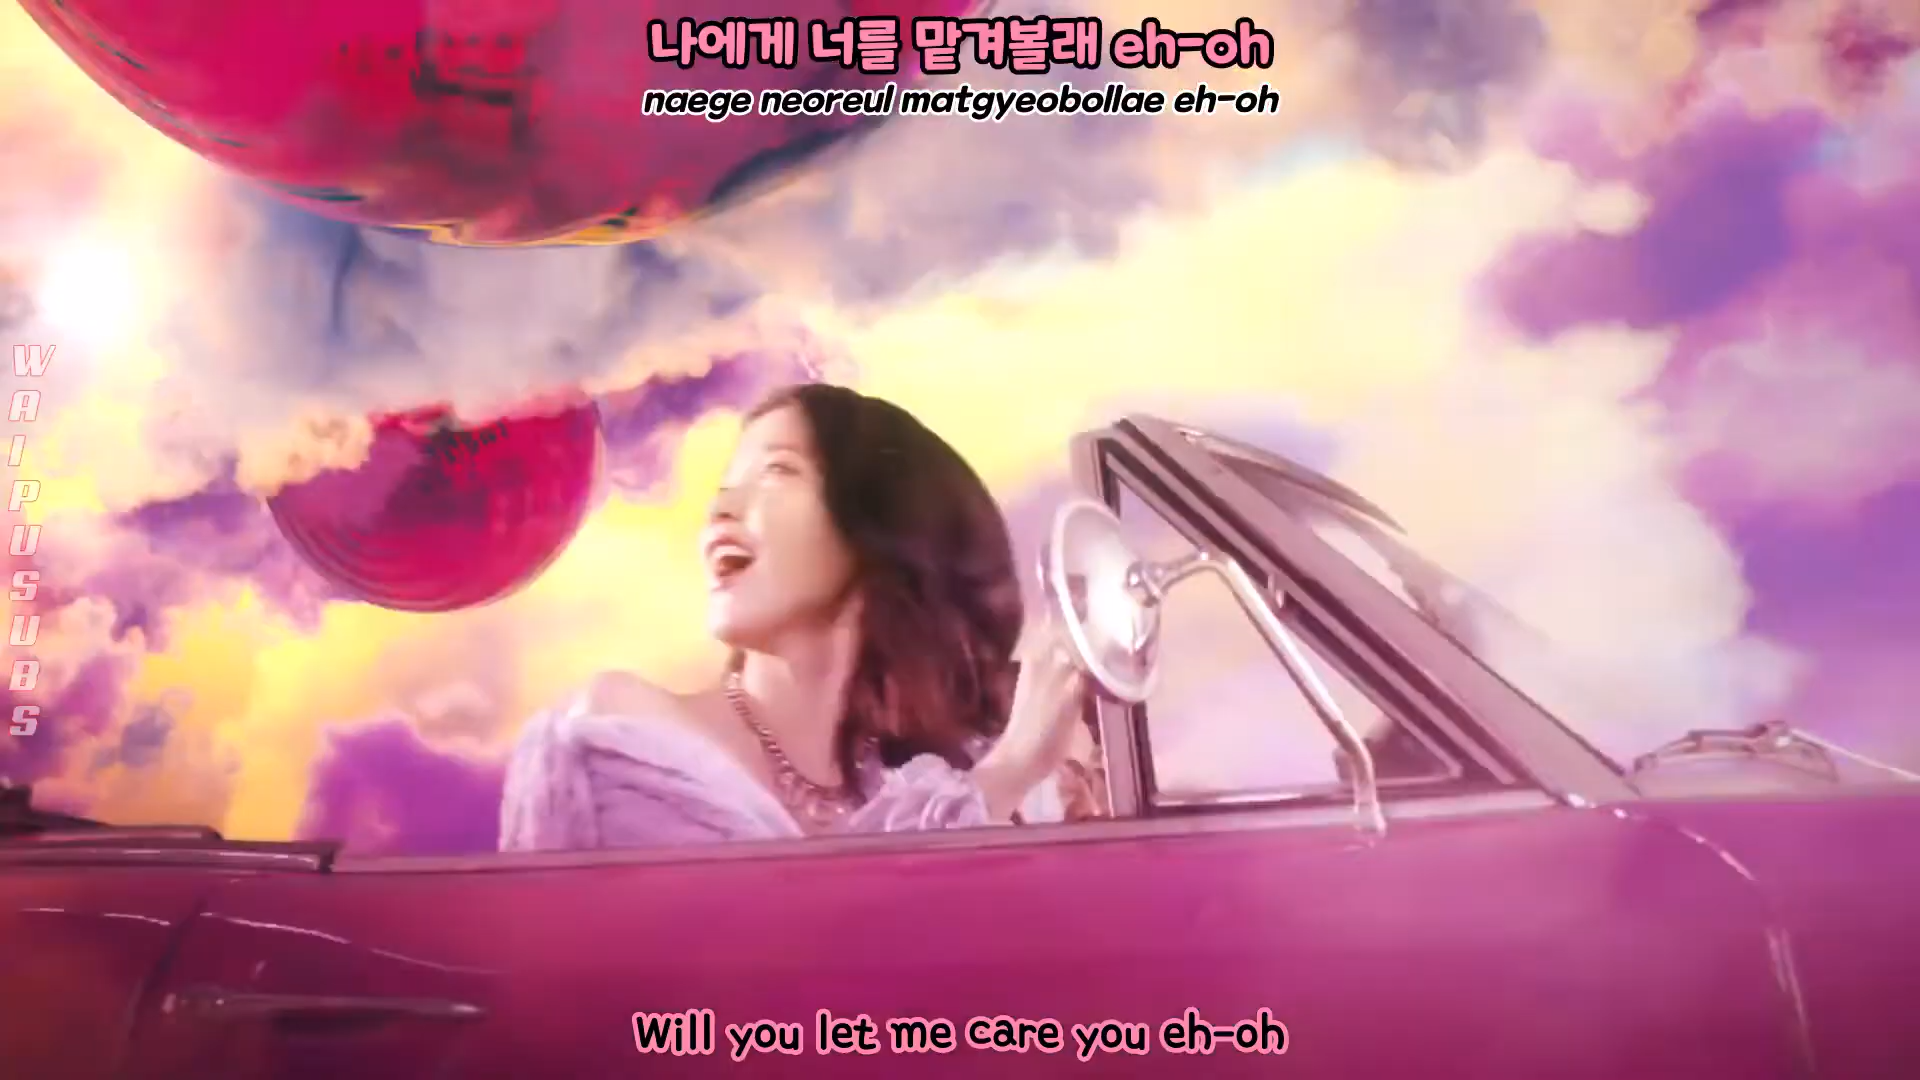 나에게 너를 맡겨볼래 eh-oh
naege neoreul matgyeobollae eh-oh
WAIPUSUBS
Will you let me care you eh-oh